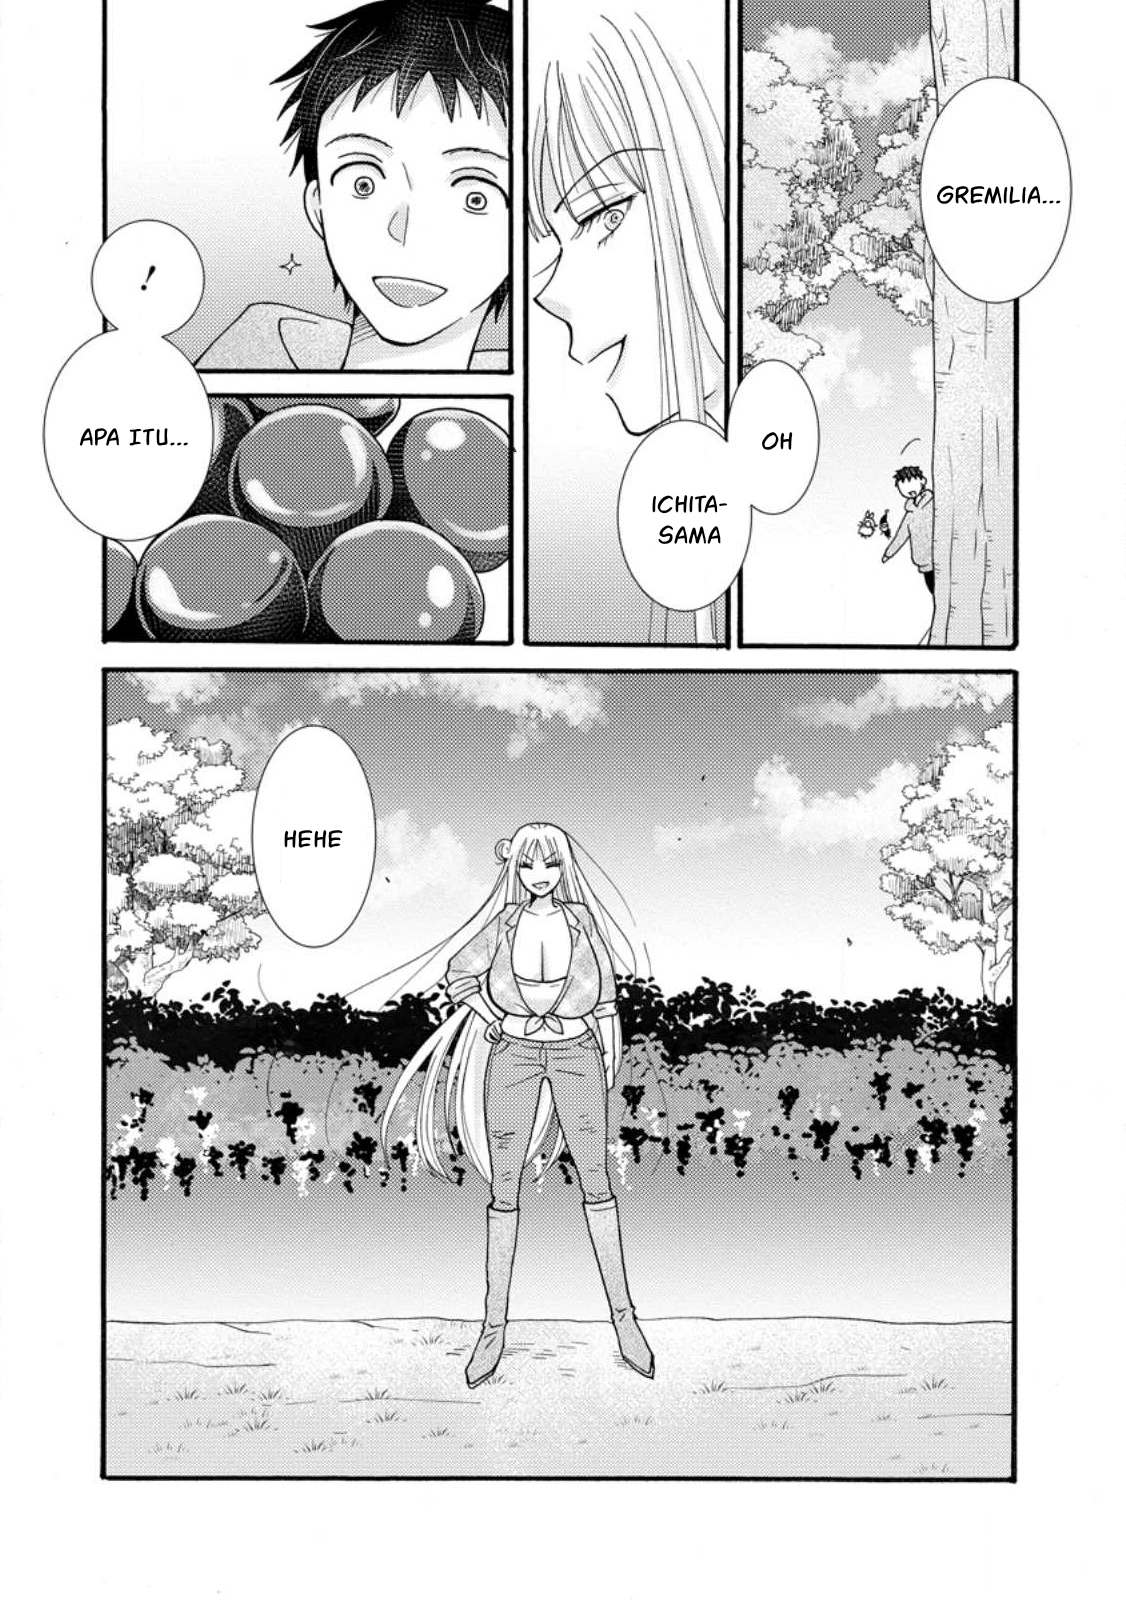 GREMILIA...
OH
ICHITA-
SAMA
!
APA ITU...
HEHE